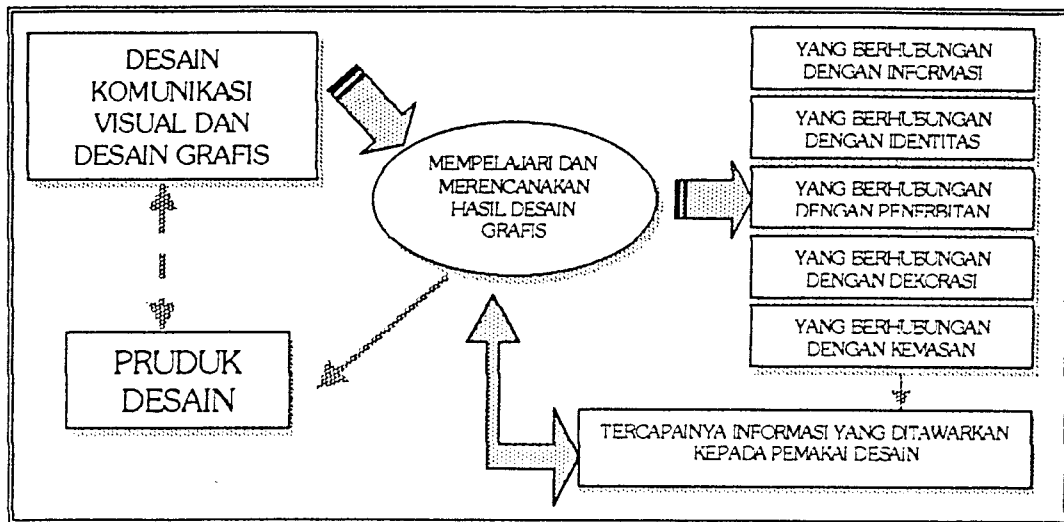 DESAIN
KOMUNIKASI
VISUAL DAN
DESAIN GRAFIS
PRUDUK
DESAIN
MEMPELAJARI DAN
MERENCANAKAN
HASIL DESAIN
GRAFIS
YANG BERHUBUNGAN
DENGAN INFORMASI
YANG BERHUBUNGAN
DENGAN IDENTITAS
YANG BERHUBUNGAN
DENGAN PENERBITAN
YANG BERHUBUNGAN
DENGAN DEKORASI
YANG BERHUBUNGAN
DENGAN KEMASAN
TERCAPAINYA INFORMASI YANG DITAWARKAN
KEPADA PEMAKAI DESAIN